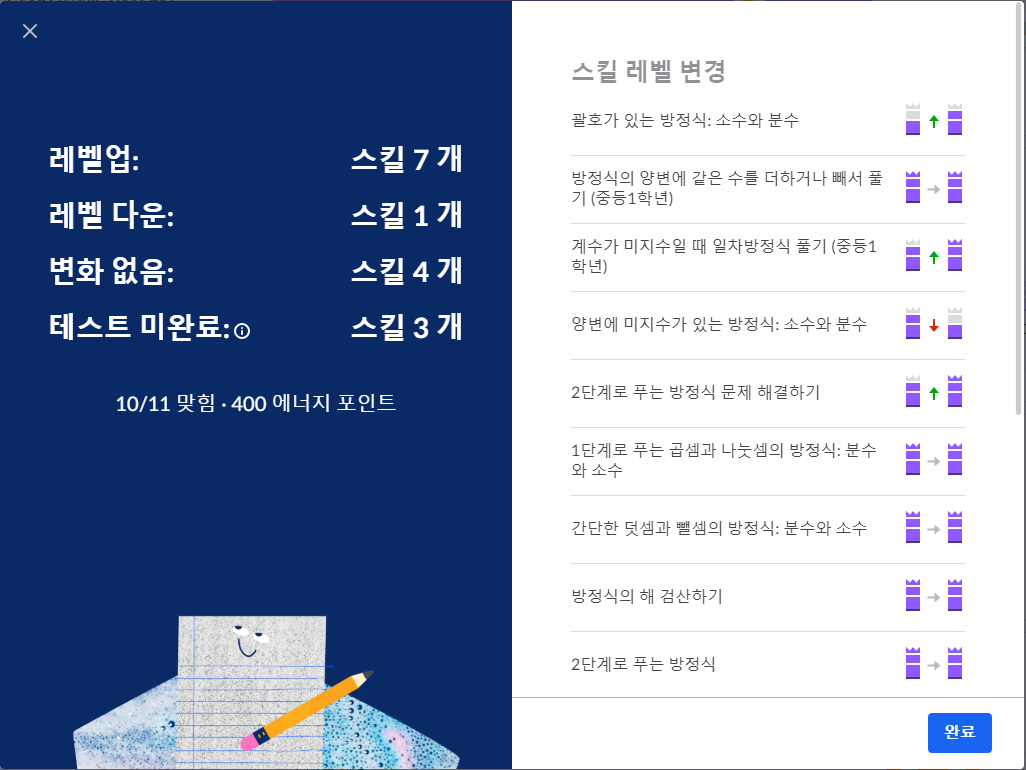 레벨업: 스킬 7 개
레벨 다운: 스킬 1 개
변화 없음: 스킬 4 개
테스트 미완료: 스킬 3 개
10/11 맞힘 · 400 에너지 포인트
스킬 레벨 변경
괄호가 있는 방정식: 소수와 분수
방정식의 양변에 같은 수를 더하거나 빼서 풀
기 (중등1학년)
계수가 미지수일 때 일차방정식 풀기 (중등1
학년)
양변에 미지수가 있는 방정식: 소수와 분수
2단계로 푸는 방정식 문제 해결하기
1단계로 푸는 곱셈과 나눗셈의 방정식: 분수
와 소수
간단한 덧셈과 뺄셈의 방정식: 분수와 소수
방정식의 해 검산하기
2단계로 푸는 방정식
완료